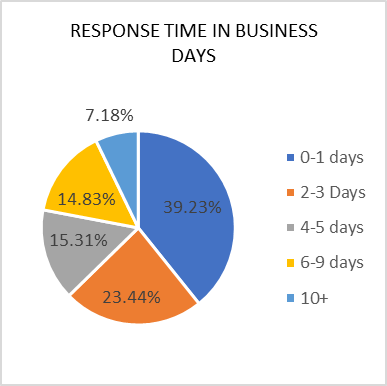 RESPONSE TIME IN BUSINESS
DAYS
7.18%
39.23%
14.83%
15.31%
23.44%
0-1 days
2-3 Days
4-5 days
6-9 days
10+